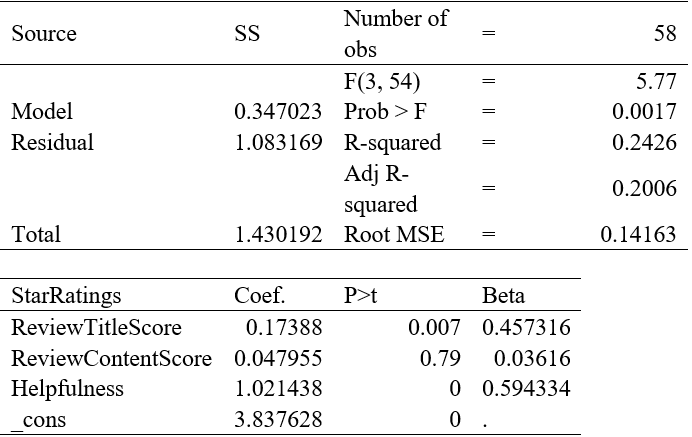 Source SS Number of
obs = 58
F(3, 54) = 5.77
Model 0.347023 Prob > F = 0.0017
Residual 1.083169 R-squared = 0.2426
Adj R-
squared = 0.2006
Total 1.430192 Root MSE = 0.14163
StarRatings Coef. P>t Beta
ReviewTitleScore 0.17388 0.007 0.457316
ReviewContentScore 0.047955 0.79 0.03616
Helpfulness 1.021438 0 0.594334
_cons 3.837628 0 .